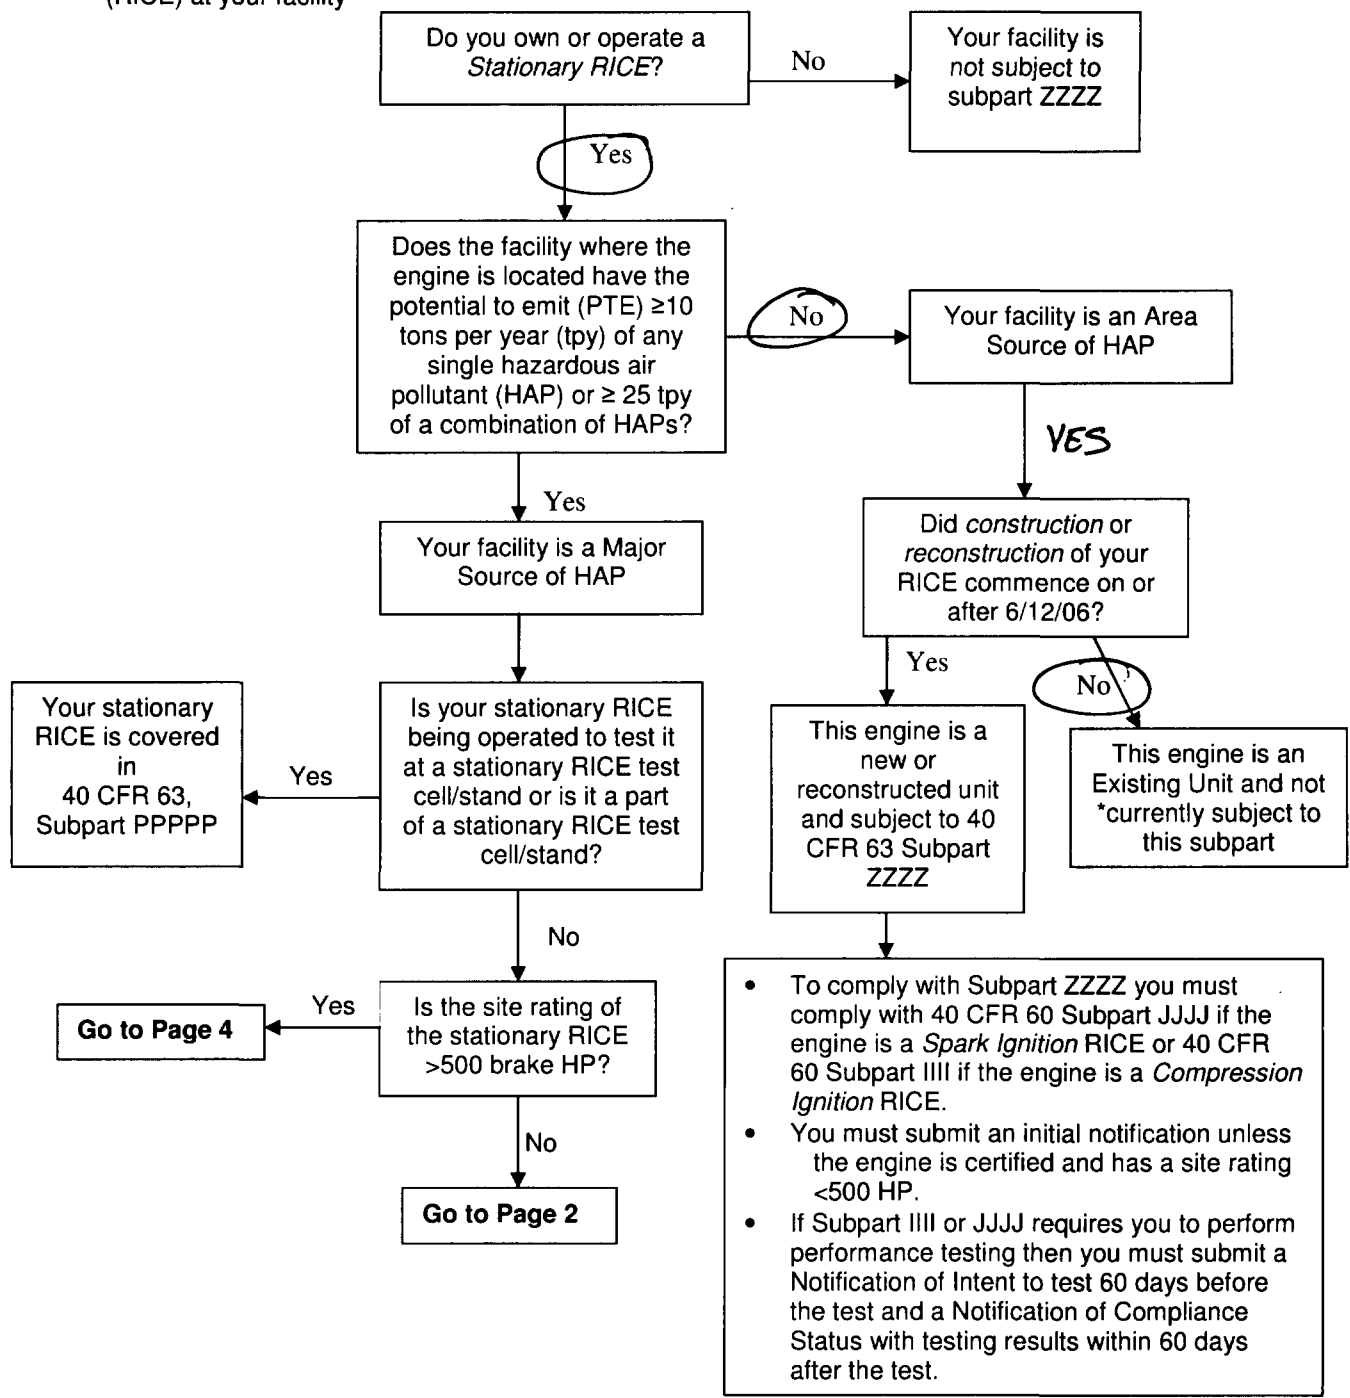 (RICE) at your facility
Do you own or operate a
Stationary RICE?
No
Your facility is
not subject to
subpart ZZZZ
Yes
Does the facility where the
engine is located have the
potential to emit (PTE) ≥10
tons per year (tpy) of any
single hazardous air
pollutant (HAP) or ≥ 25 tpy
of a combination of HAPs?
No
Your facility is an Area
Source of HAP
YES
Yes
Your facility is a Major
Source of HAP
Did construction or
reconstruction of your
RICE commence on or
after 6/12/06?
Yes
No
Your stationary
RICE is covered
in
40 CFR 63,
Subpart PPPPP
Yes
Is your stationary RICE
being operated to test it
at a stationary RICE test
cell/stand or is it a part
of a stationary RICE test
cell/stand?
This engine is a
new or
reconstructed unit
and subject to 40
CFR 63 Subpart
ZZZZ
This engine is an
Existing Unit and not
*currently subject to
this subpart
No
Go to Page 4
Yes
Is the site rating of
the stationary RICE
>500 brake HP?
No
Go to Page 2
• To comply with Subpart ZZZZ you must
comply with 40 CFR 60 Subpart JJJJ if the
engine is a Spark Ignition RICE or 40 CFR
60 Subpart IIII if the engine is a Compression
Ignition RICE.
• You must submit an initial notification unless
the engine is certified and has a site rating
<500 HP.
• If Subpart IIII or JJJJ requires you to perform
performance testing then you must submit a
Notification of Intent to test 60 days before
the test and a Notification of Compliance
Status with testing results within 60 days
after the test.